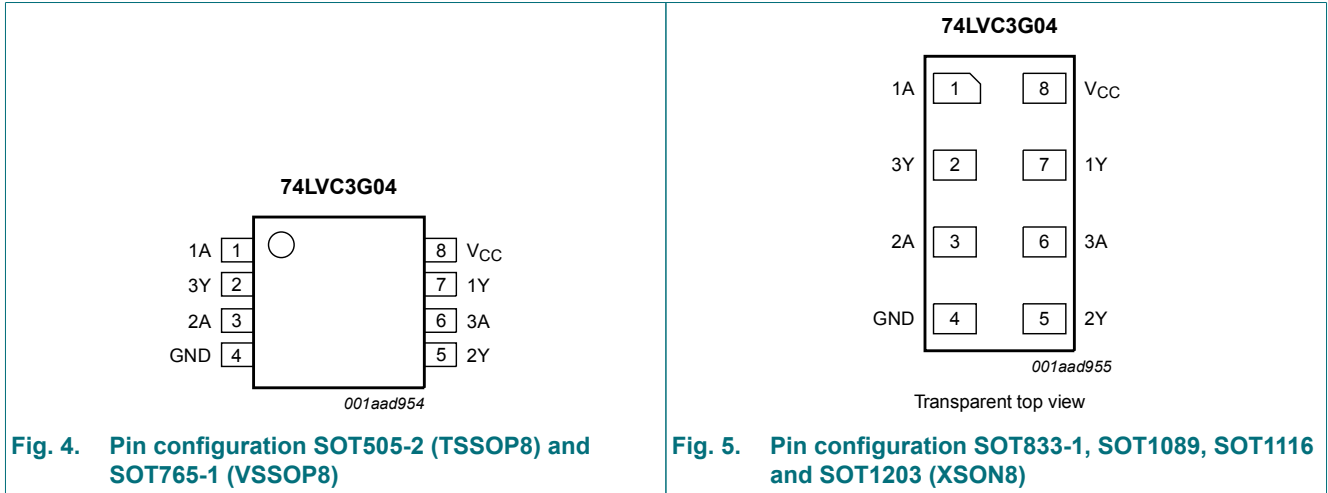 74LVC3G04
1A 1 8 VCC
3Y 2 7 1Y
2A 3 6 3A
GND 4 5 2Y
001aad954
Fig. 4. Pin configuration SOT505-2 (TSSOP8) and
SOT765-1 (VSSOP8)
74LVC3G04
1A 1 8 VCC
3Y 2 7 1Y
2A 3 6 3A
GND 4 5 2Y
001aad955
Transparent top view
Fig. 5. Pin configuration SOT833-1, SOT1089, SOT1116
and SOT1203 (XSON8)